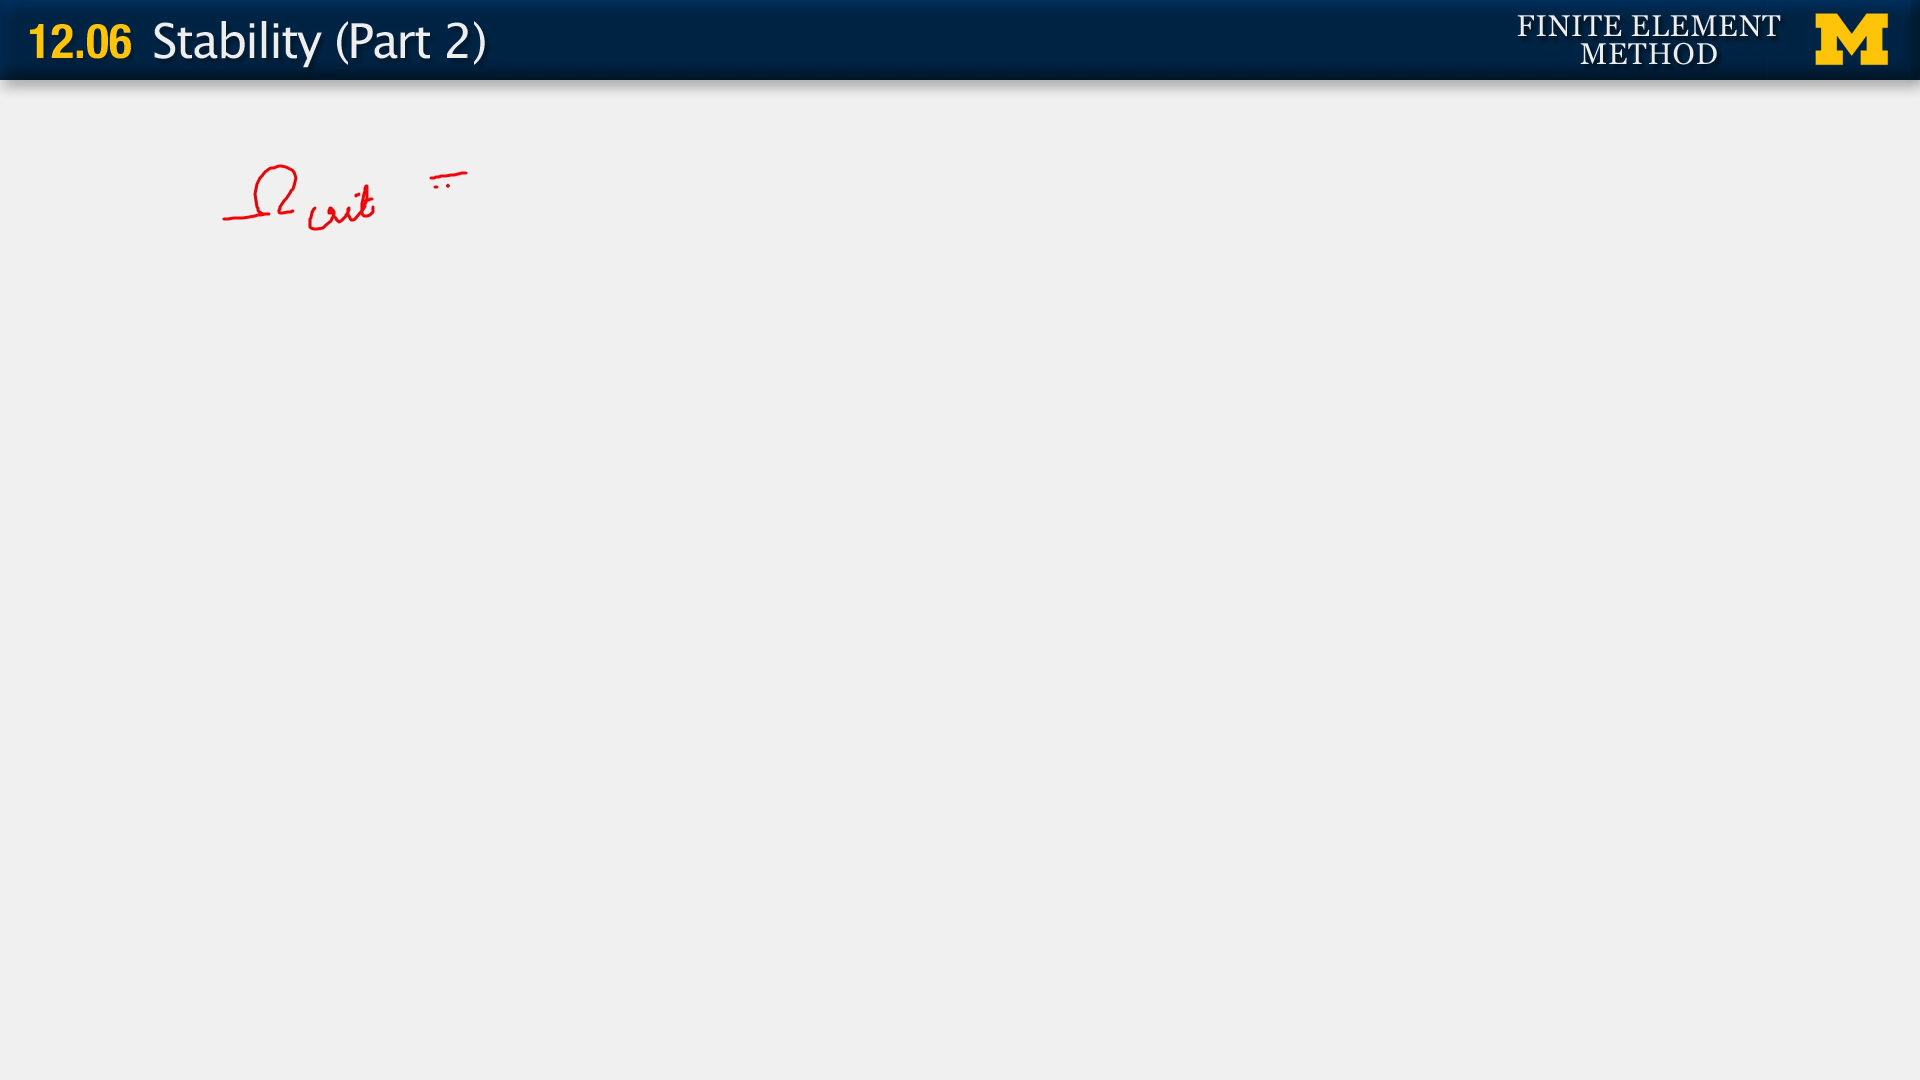 12.06 Stability (Part 2)
FINITE ELEMENT
METHOD
M
Ω crit =